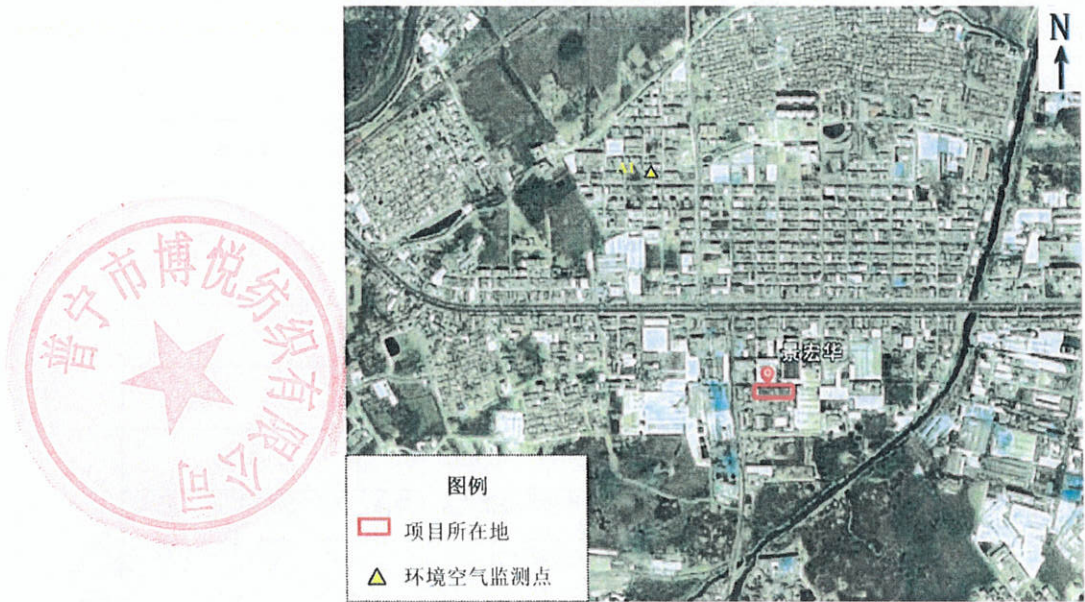 N
景宏华
普宁市博悦纺织有限公司
图例
项目所在地
环境空气监测点